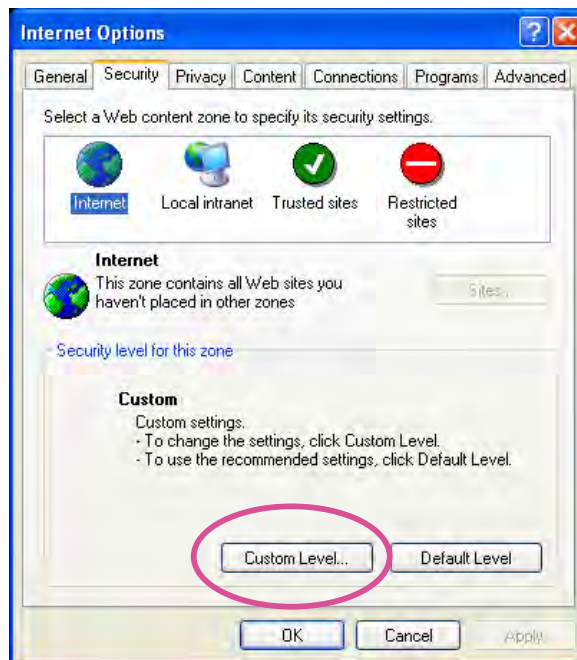 Internet Options
General Security Privacy Content Connections Programs Advanced
Select a Web content zone to specify its security settings.
Internet Local intranet Trusted sites Restricted sites
Internet
This zone contains all Web sites you
haven't placed in other zones
Sites...
Security level for this zone
Custom
Custom settings.
- To change the settings, click Custom Level.
- To use the recommended settings, click Default Level.
Custom Level... Default Level
OK Cancel Apply